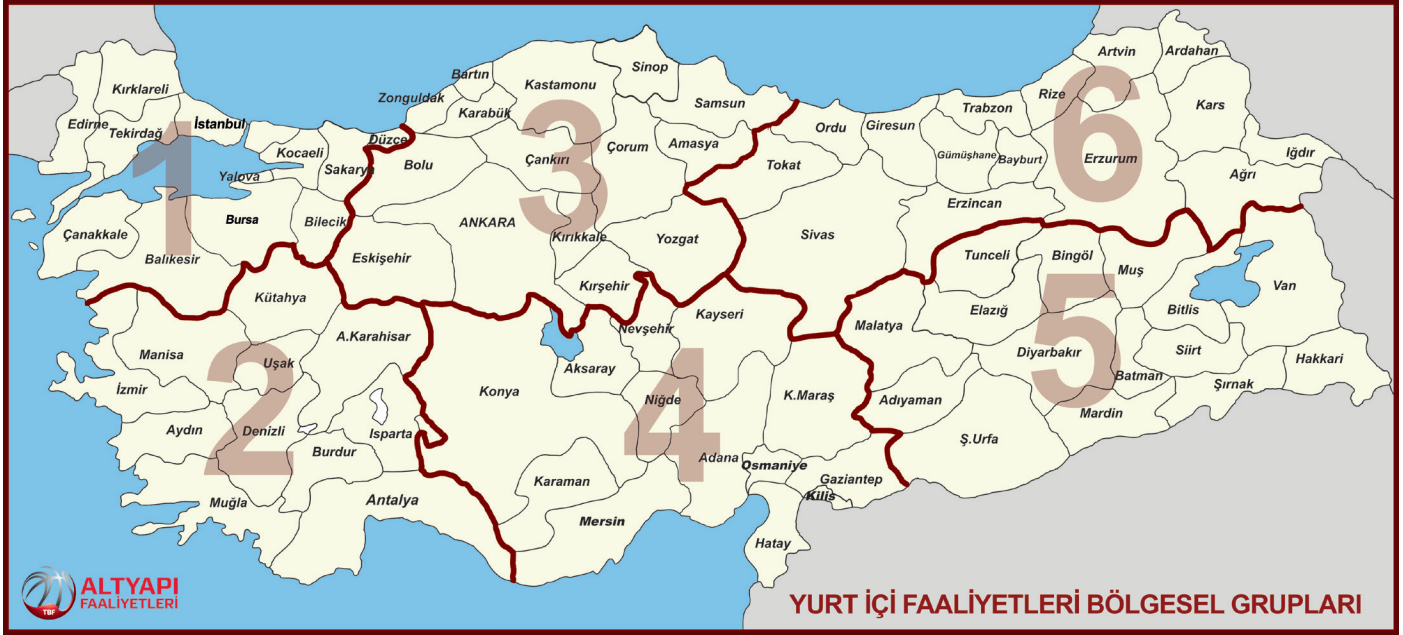 Kırklareli
Edirne
Tekirdağ
İstanbul
Kocaeli
Yalova
Sakarya
Düzce
Çanakkale
Balıkesir
Bursa
Bilecik
1
Kütahya
A.Karahisar
Manisa
Uşak
İzmir
Aydın
Denizli
Isparta
Burdur
Muğla
Antalya
2
Zonguldak
Bartın
Karabük
Kastamonu
Sinop
Samsun
Bolu
Çankırı
Çorum
Amasya
ANKARA
Kırıkkale
Yozgat
Eskişehir
Kırşehir
3
Nevşehir
Kayseri
Aksaray
Konya
Niğde
K.Maraş
Adana
Osmaniye
Gaziantep
Kilis
Karaman
Mersin
Hatay
4
Tunceli
Bingöl
Muş
Van
Malatya
Elazığ
Bitlis
Diyarbakır
Siirt
Hakkari
Batman
Şırnak
Adıyaman
Mardin
Ş.Urfa
5
Artvin
Ardahan
Rize
Trabzon
Kars
Ordu
Giresun
Gümüşhane
Bayburt
Erzurum
Iğdır
Tokat
Ağrı
Erzincan
Sivas
6
TBF
ALTYAPI
FAALİYETLERİ
YURT İÇİ FAALİYETLERİ BÖLGESEL GRUPLARI